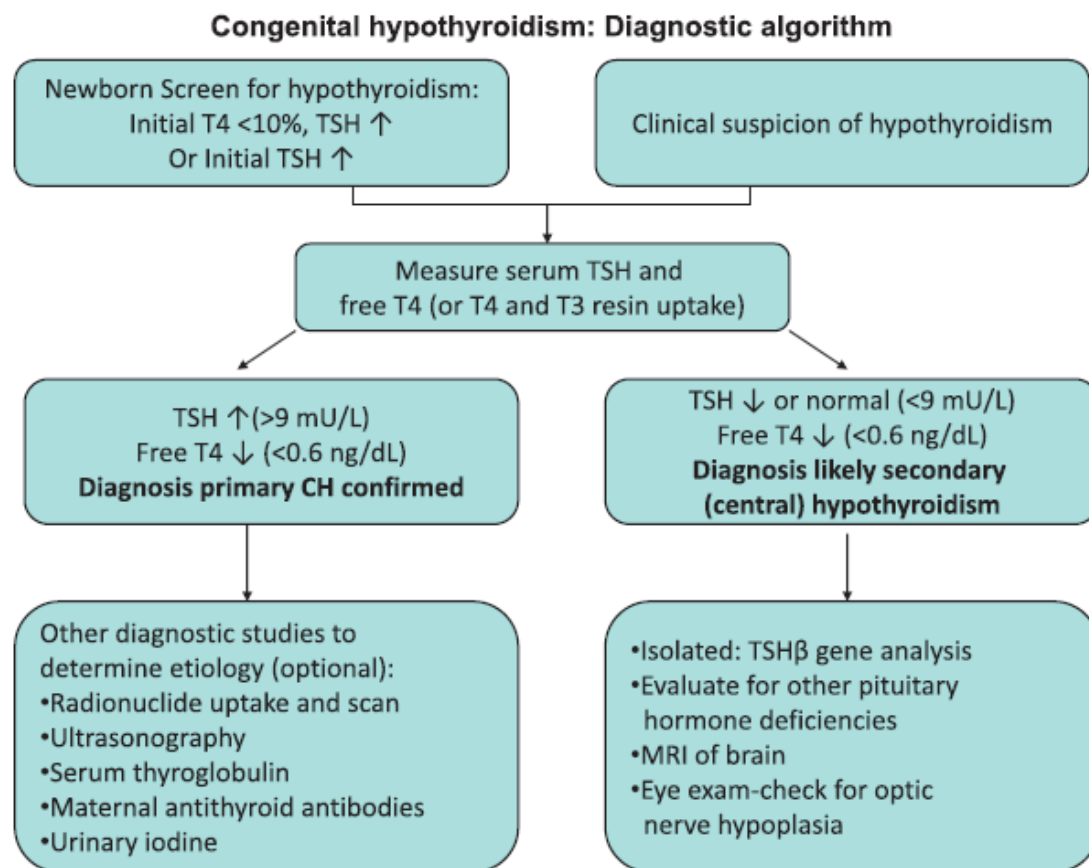 Congenital hypothyroidism: Diagnostic algorithm
Newborn Screen for hypothyroidism:
Initial T4 <10%, TSH ↑
Or Initial TSH ↑
Clinical suspicion of hypothyroidism
Measure serum TSH and
free T4 (or T4 and T3 resin uptake)
TSH ↑(>9 mU/L)
Free T4 ↓ (<0.6 ng/dL)
Diagnosis primary CH confirmed
TSH ↓ or normal (<9 mU/L)
Free T4 ↓ (<0.6 ng/dL)
Diagnosis likely secondary
(central) hypothyroidism
Other diagnostic studies to
determine etiology (optional):
•Radionuclide uptake and scan
•Ultrasonography
•Serum thyroglobulin
•Maternal antithyroid antibodies
•Urinary iodine
•Isolated: TSHβ gene analysis
•Evaluate for other pituitary
hormone deficiencies
•MRI of brain
•Eye exam-check for optic
nerve hypoplasia